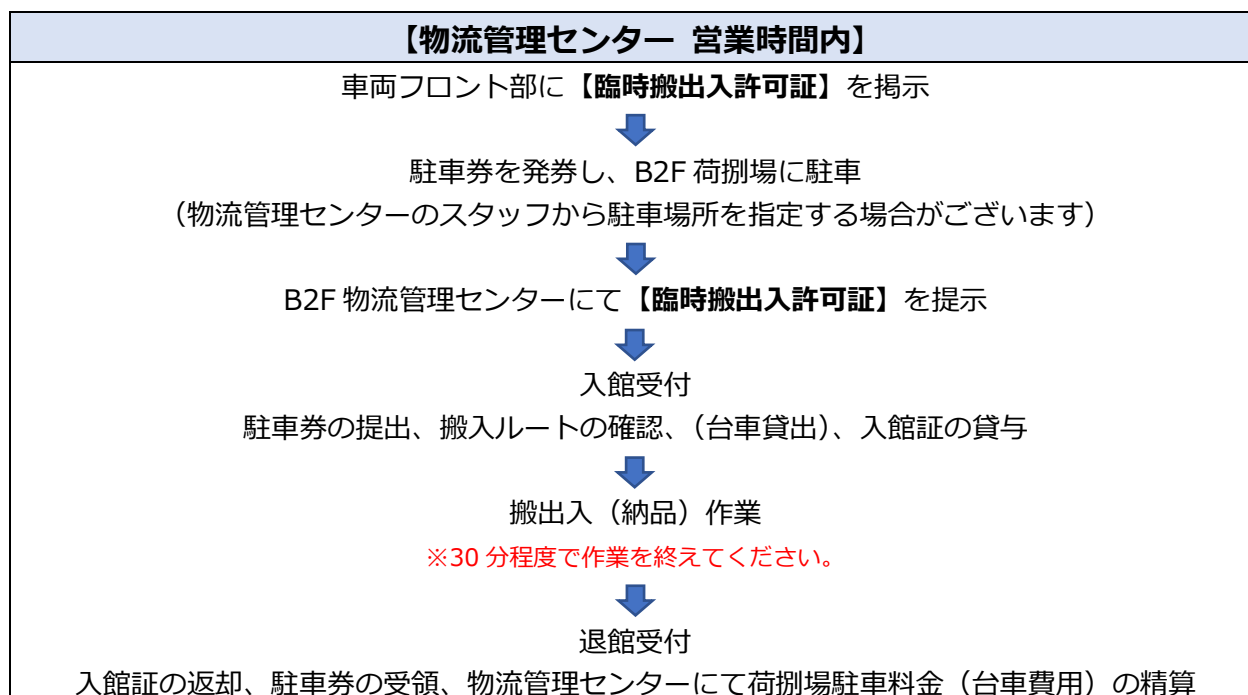 【物流管理センター 営業時間内】
車両フロント部に【臨時搬出入許可証】を掲示
駐車券を発券し、B2F 荷捌場に駐車
（物流管理センターのスタッフから駐車場所を指定する場合がございます）
B2F 物流管理センターにて【臨時搬出入許可証】を提示
入館受付
駐車券の提出、搬入ルートの確認、（台車貸出）、入館証の貸与
搬出入（納品）作業
※30 分程度で作業を終えてください。
退館受付
入館証の返却、駐車券の受領、物流管理センターにて荷捌場駐車料金（台車費用）の精算